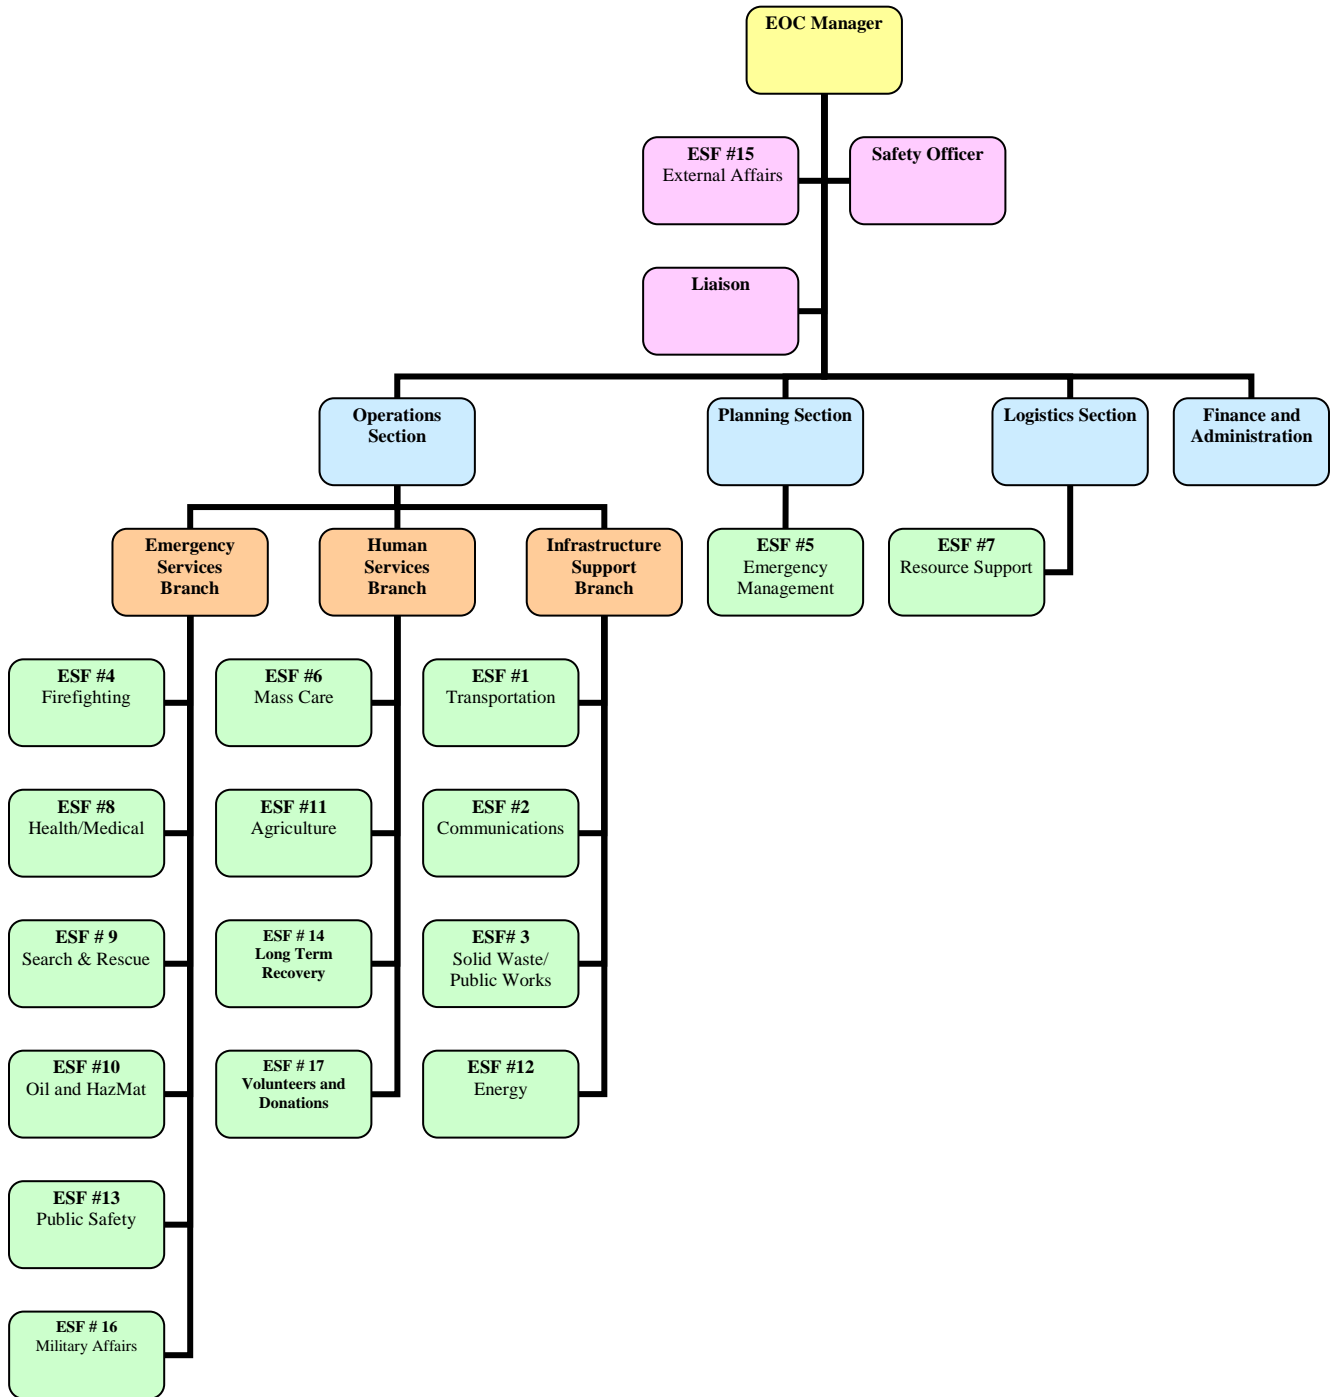 EOC Manager
ESF #15
External Affairs
Safety Officer
Liaison
Operations
Section
Planning Section
Logistics Section
Finance and
Administration
Emergency
Services
Branch
Human
Services
Branch
Infrastructure
Support
Branch
ESF #5
Emergency
Management
ESF #7
Resource Support
ESF #4
Firefighting
ESF #6
Mass Care
ESF #1
Transportation
ESF #8
Health/Medical
ESF #11
Agriculture
ESF #2
Communications
ESF # 9
Search & Rescue
ESF # 14
Long Term
Recovery
ESF# 3
Solid Waste/
Public Works
ESF #10
Oil and HazMat
ESF # 17
Volunteers and
Donations
ESF #12
Energy
ESF #13
Public Safety
ESF # 16
Military Affairs